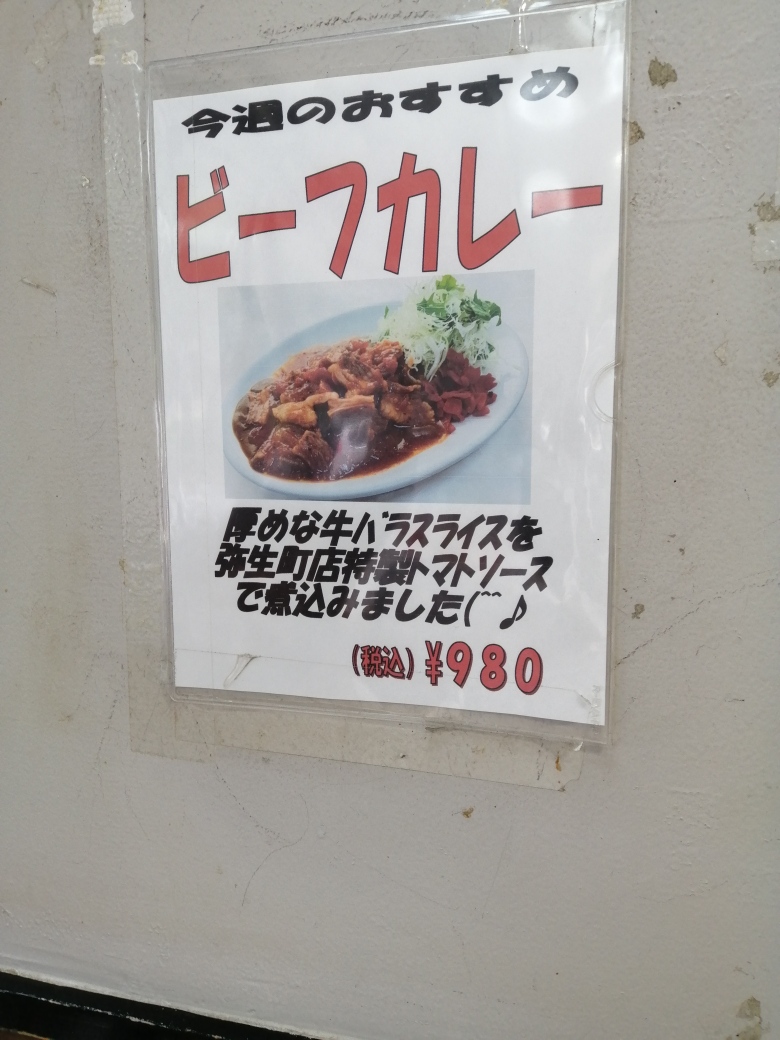 今週のおすすめ
ビーフカレー
厚めな牛バラスライスを
弥生町店特製トマトソース
で煮込みました(^^♪
(税込)¥980